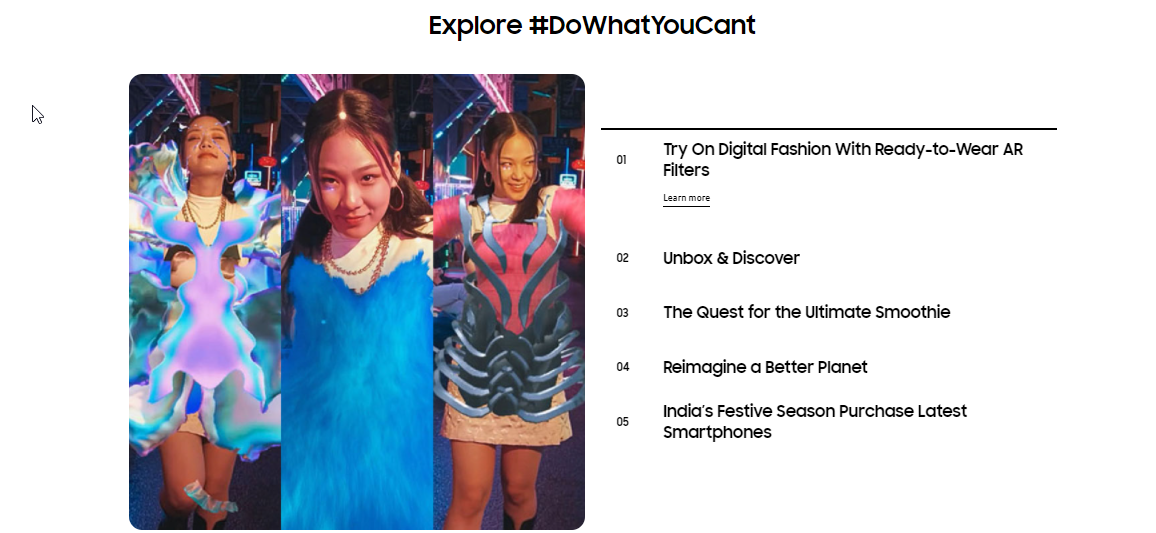 Explore #DoWhatYouCant
01
Try On Digital Fashion With Ready-to-Wear AR
Filters
Learn more
02
Unbox & Discover
03
The Quest for the Ultimate Smoothie
04
Reimagine a Better Planet
05
India's Festive Season Purchase Latest
Smartphones